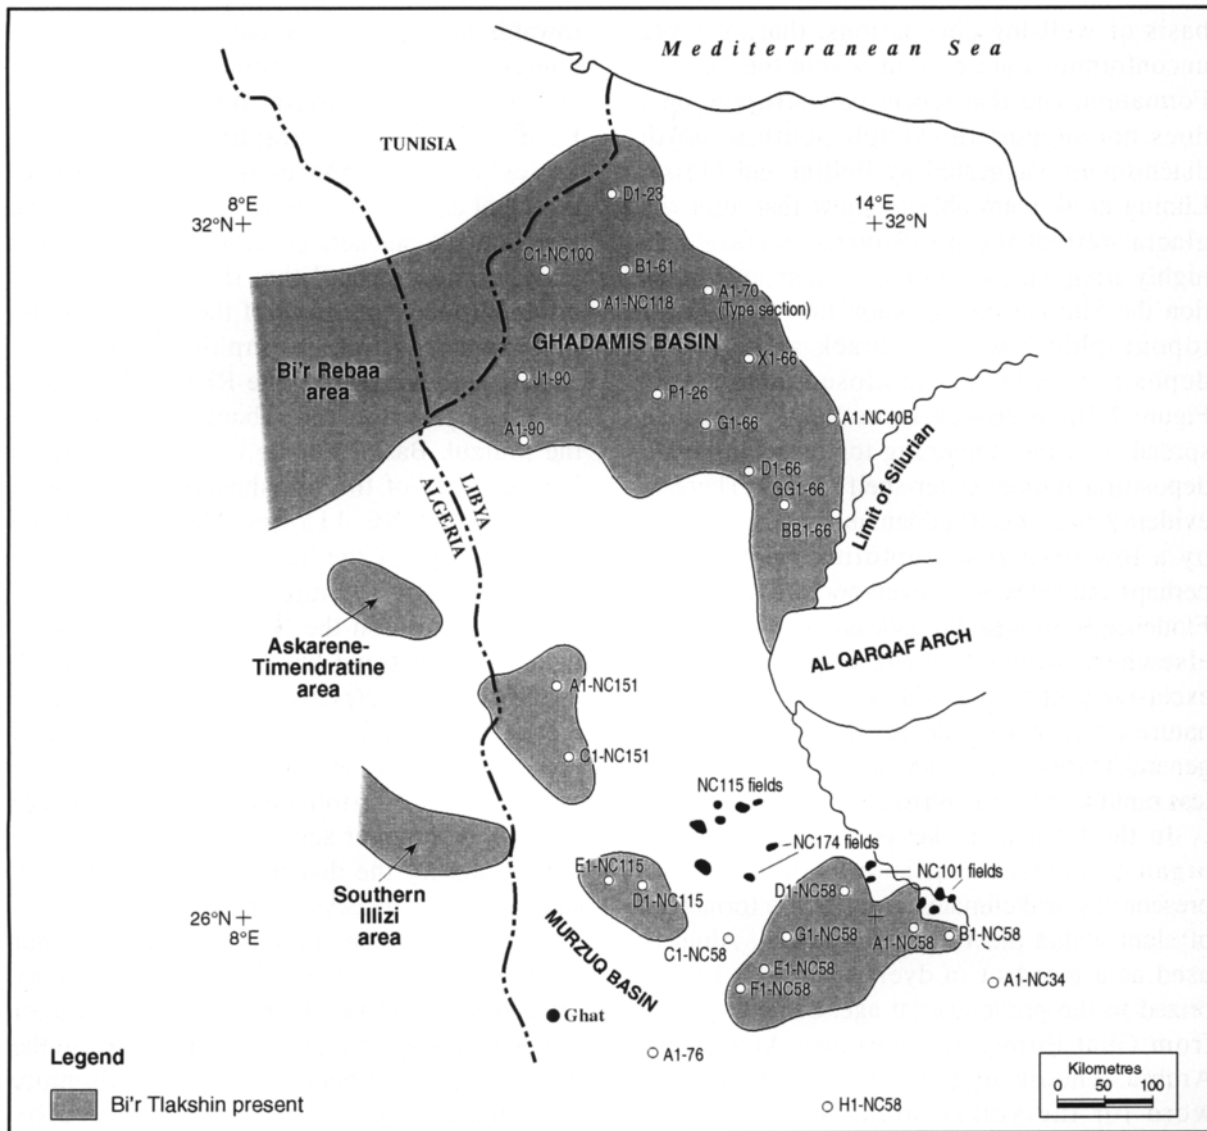 Mediterranean Sea
TUNISIA
8°E
32°N
14°E
32°N
D1-23
C1-NC100
B1-61
A1-70
(Type section)
A1-NC118
GHADAMIS BASIN
X1-66
Bi'r Rebaa
area
J1-90
P1-26
A1-NC40B
G1-66
A1-90
D1-66
GG1-66
BB1-66
Limit of Silurian
LIBYA
ALGERIA
Askarene-
Timendratine
area
AL QARQAF ARCH
A1-NC151
C1-NC151
NC115 fields
NC174 fields
NC101 fields
E1-NC115
D1-NC115
D1-NC58
Southern
Illizi
area
26°N
8°E
MURZUQ BASIN
C1-NC58
G1-NC58
A1-NC58
B1-NC58
E1-NC58
F1-NC58
A1-NC34
Ghat
A1-76
H1-NC58
Legend
Bi'r Tlakshin present
Kilometres
0 50 100